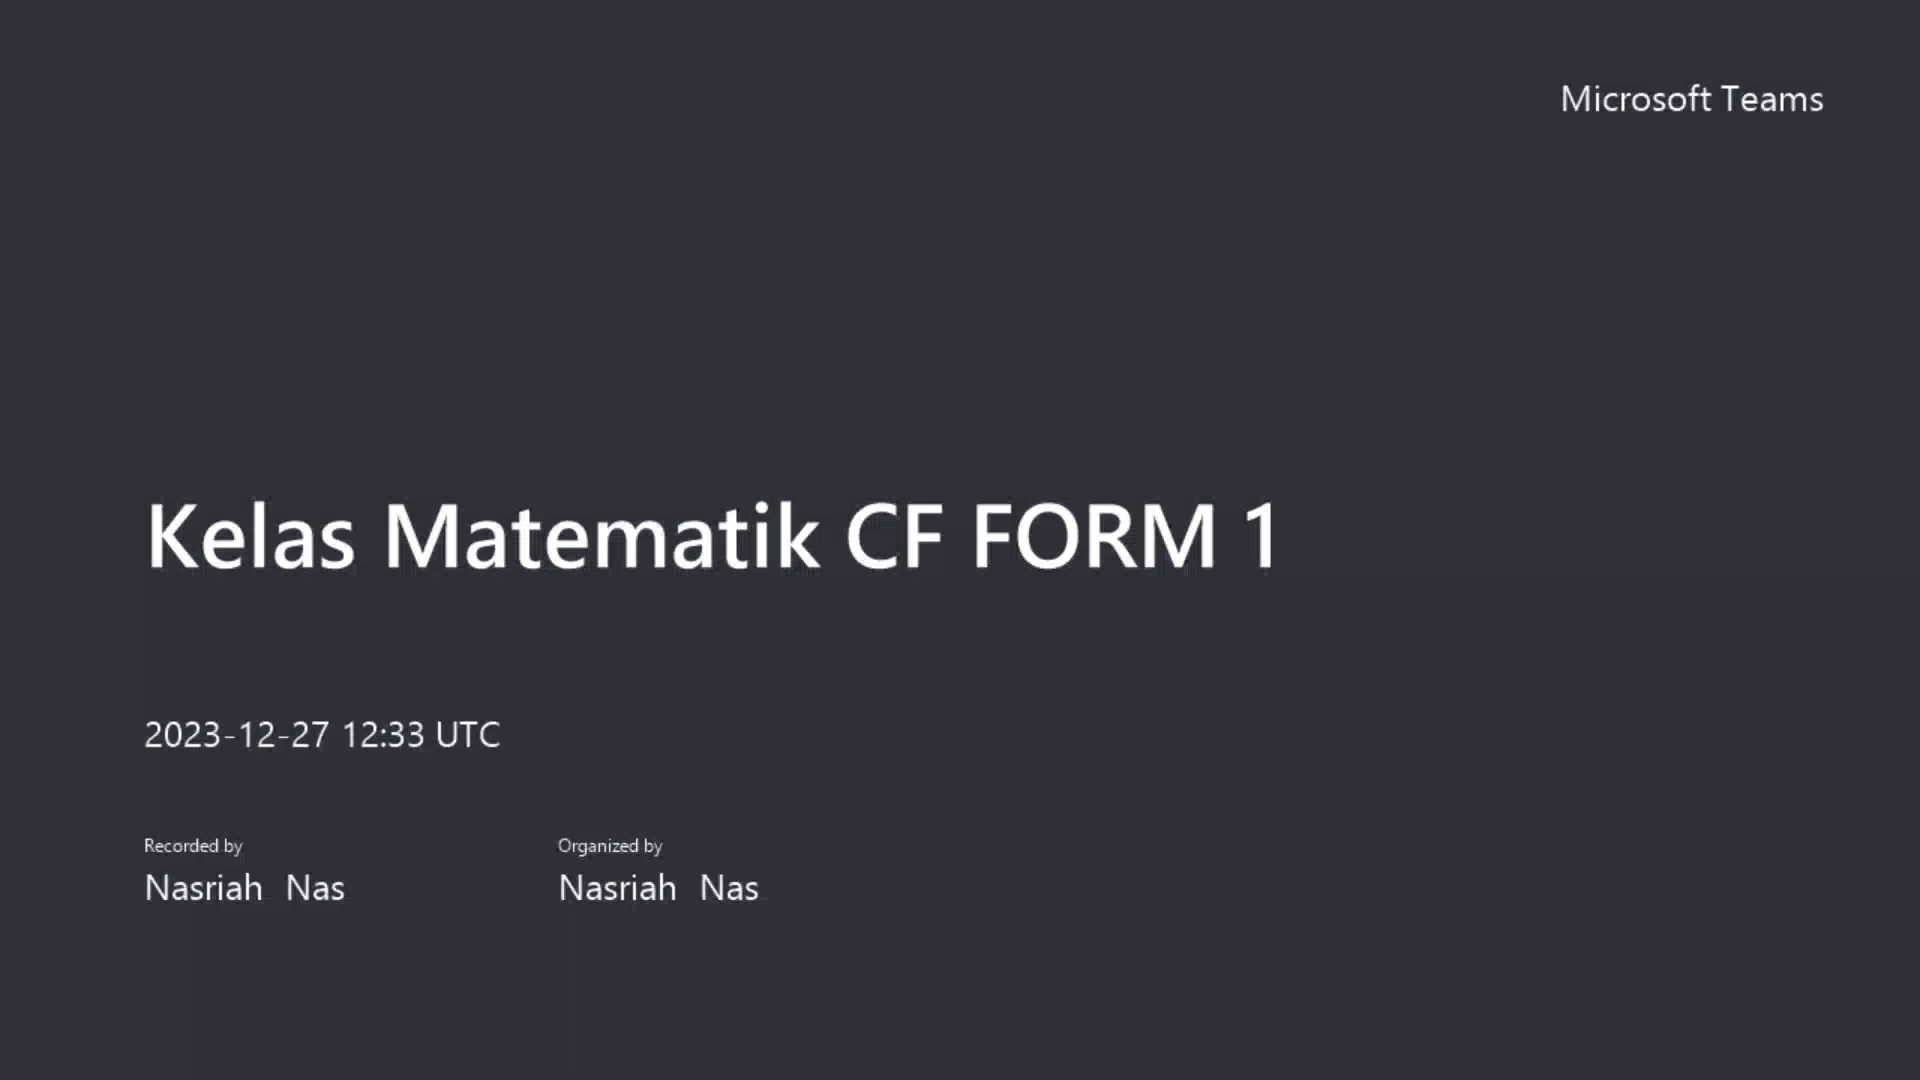 Microsoft Teams
Kelas Matematik CF FORM 1
2023-12-27 12:33 UTC
Recorded by
Nasriah Nas
Organized by
Nasriah Nas